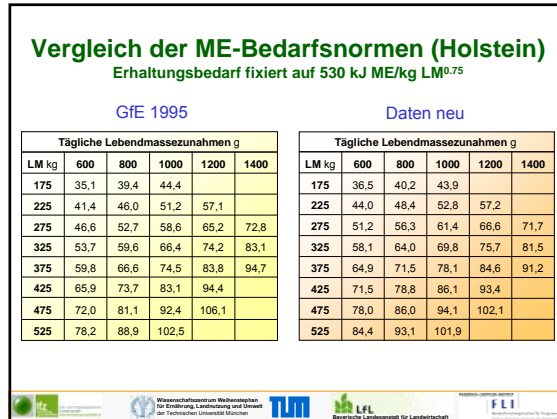 Vergleich der ME-Bedarfsnormen (Holstein)
Erhaltungsbedarf fixiert auf 530 kJ ME/kg LM^0.75
GfE 1995
Tägliche Lebendmassezunahmen g
LM kg 600 800 1000 1200 1400
175 35,1 39,4 44,4
225 41,4 46,0 51,2 57,1
275 46,6 52,7 58,6 65,2 72,8
325 53,7 59,6 66,4 74,2 83,1
375 59,8 66,6 74,5 83,8 94,7
425 65,9 73,7 83,1 94,4
475 72,0 81,1 92,4 106,1
525 78,2 88,9 102,5
Daten neu
Tägliche Lebendmassezunahmen g
LM kg 600 800 1000 1200 1400
175 36,5 40,2 43,9
225 44,0 48,4 52,8 57,2
275 51,2 56,3 61,4 66,6 71,7
325 58,1 64,0 69,8 75,7 81,5
375 64,9 71,5 78,1 84,6 91,2
425 71,5 78,8 86,1 93,4
475 78,0 86,0 94,1 102,1
525 84,4 93,1 101,9
lfz
Wissenschaftszentrum Weihenstephan
für Ernährung, Landnutzung und Umwelt
der Technischen Universität München
TUM
LfL
Bayerische Landesanstalt für Landwirtschaft
FLI